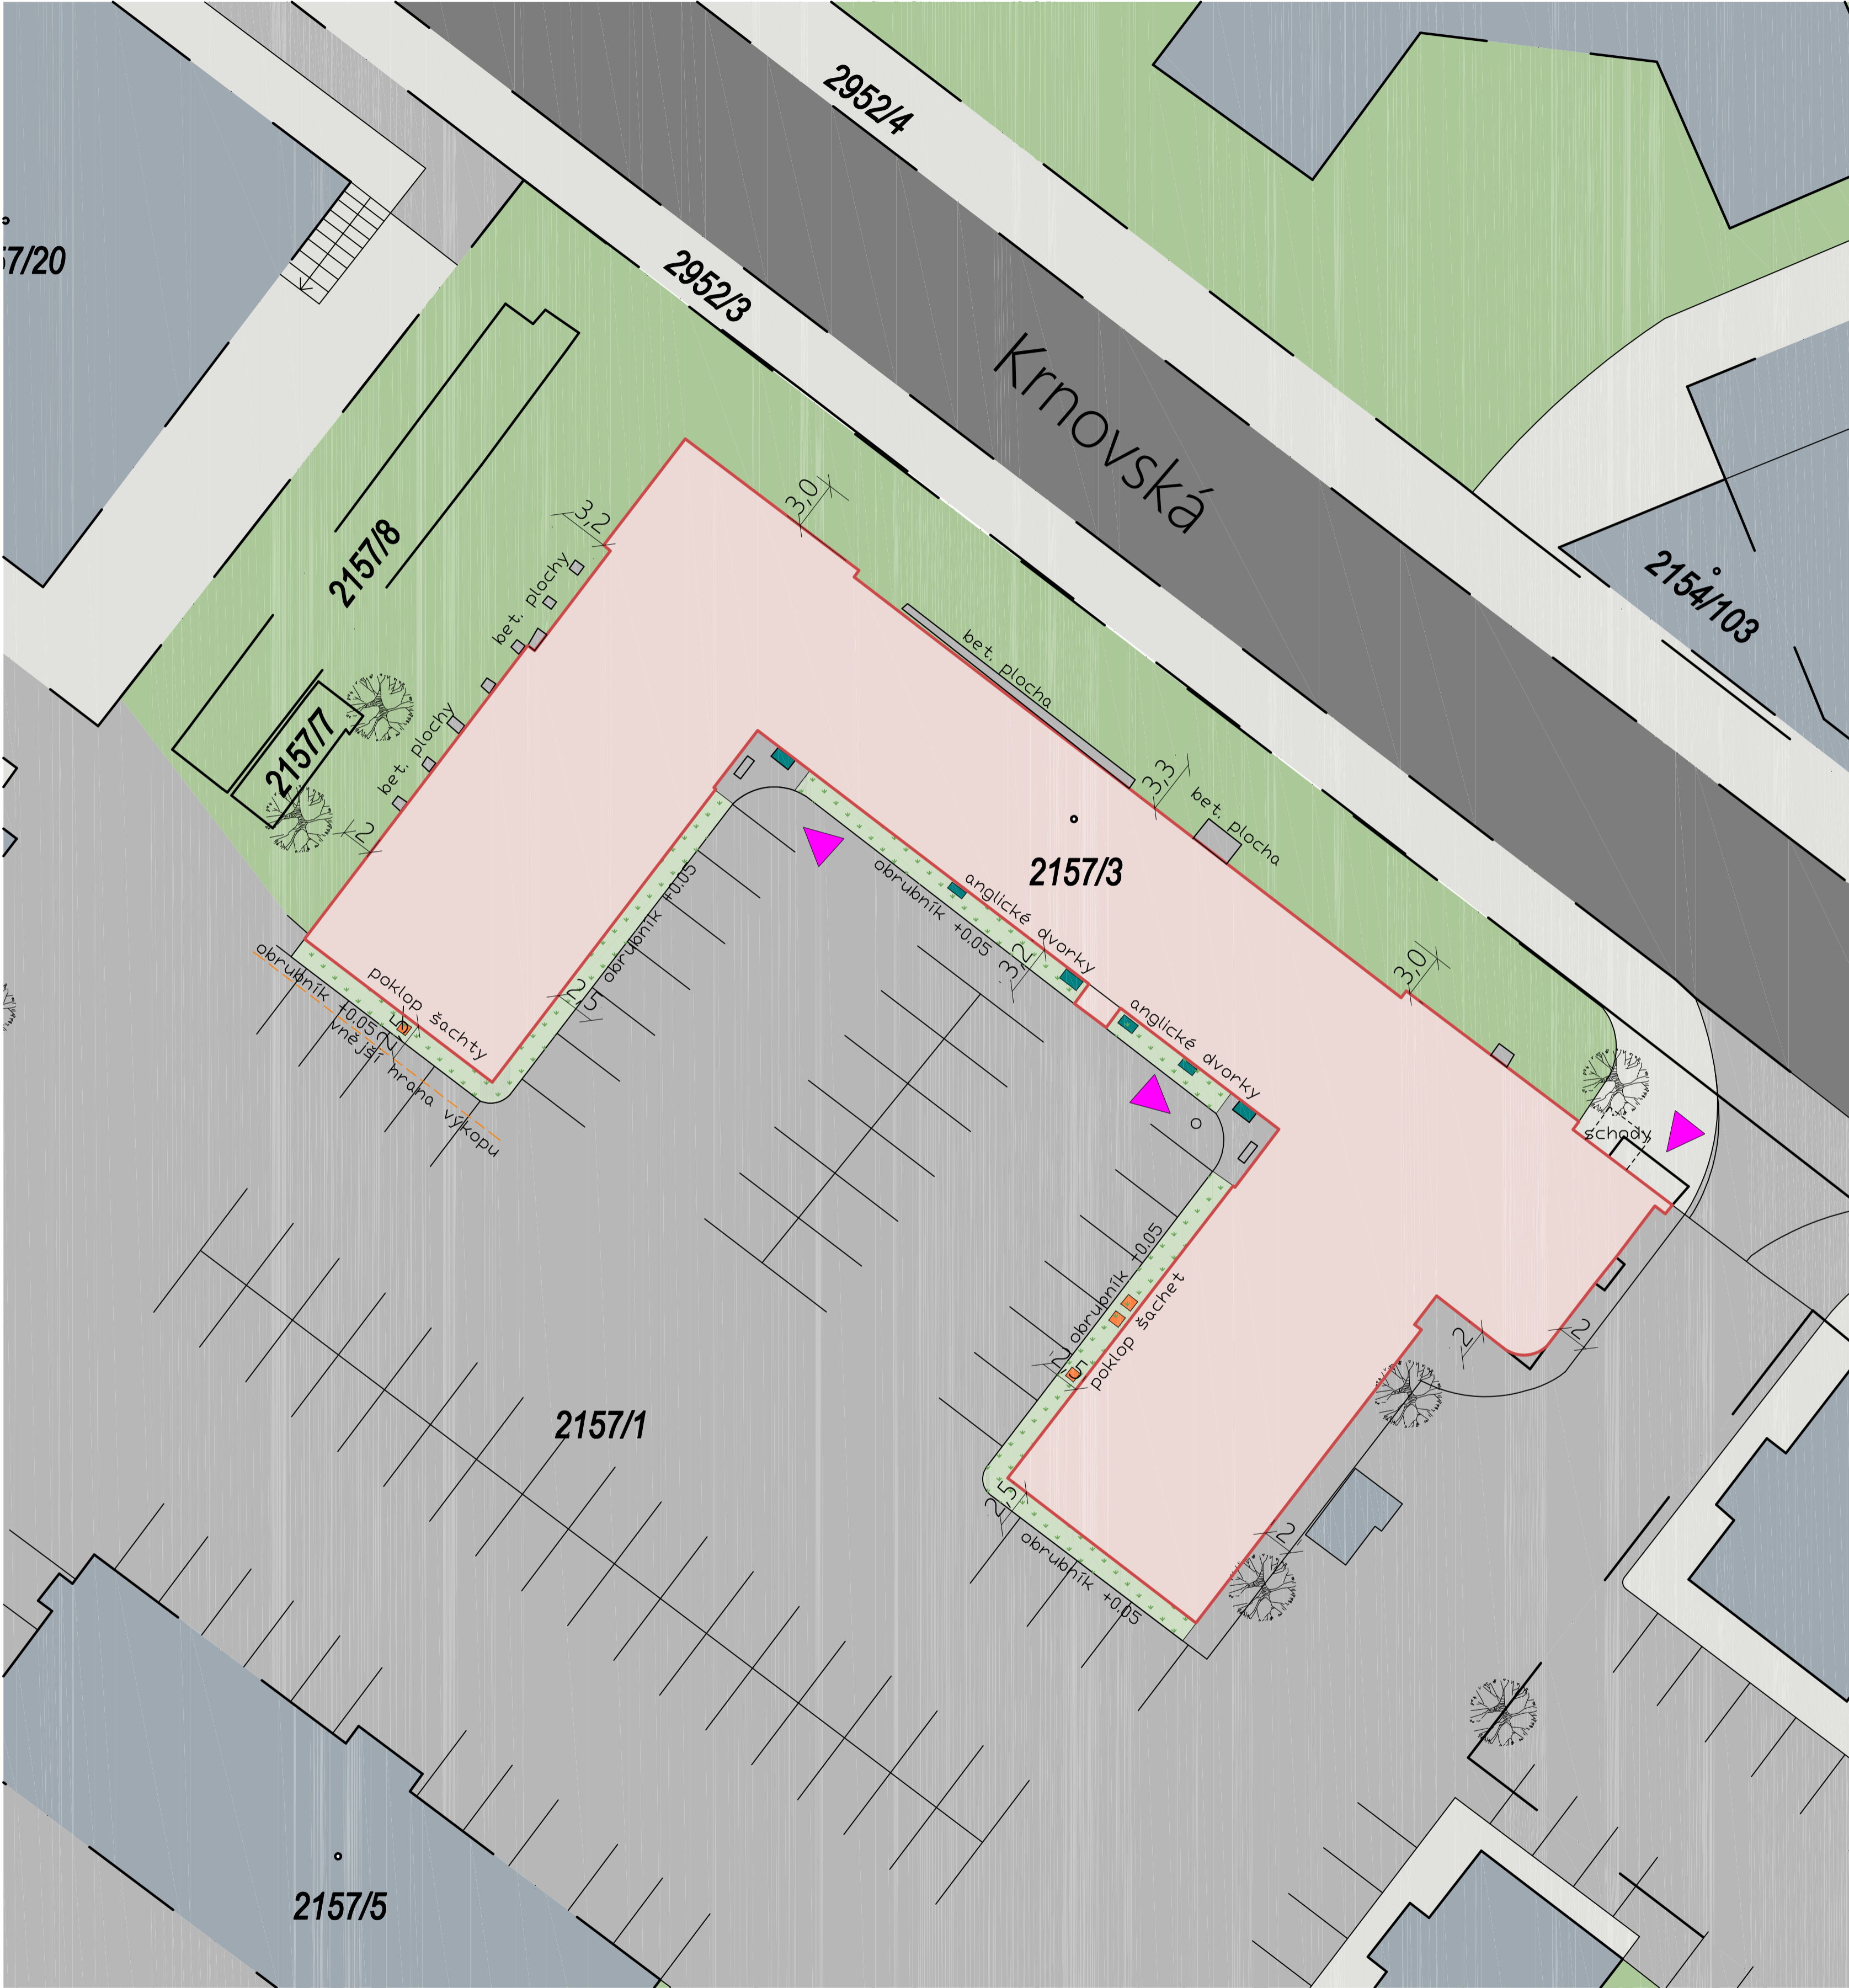 2952/4
57/20
2952/3
Krnovská
3,0
3,2
2157/8
bet. plochy
2154/103
bet. plocha
2157/7
bet. plochy
3,3
bet. plocha
2
2157/3
obrubník +0.05
anglické dvorky
obrubník +0.05
3,2
3,0
obrubník +0.05
poklop šachty
2,5
2,5
vnější hrana výkopu
anglické dvorky
schody
obrubník +0.05
poklop šachet
2,5
2
2
2157/1
2,5
obrubník +0.05
2
2157/5